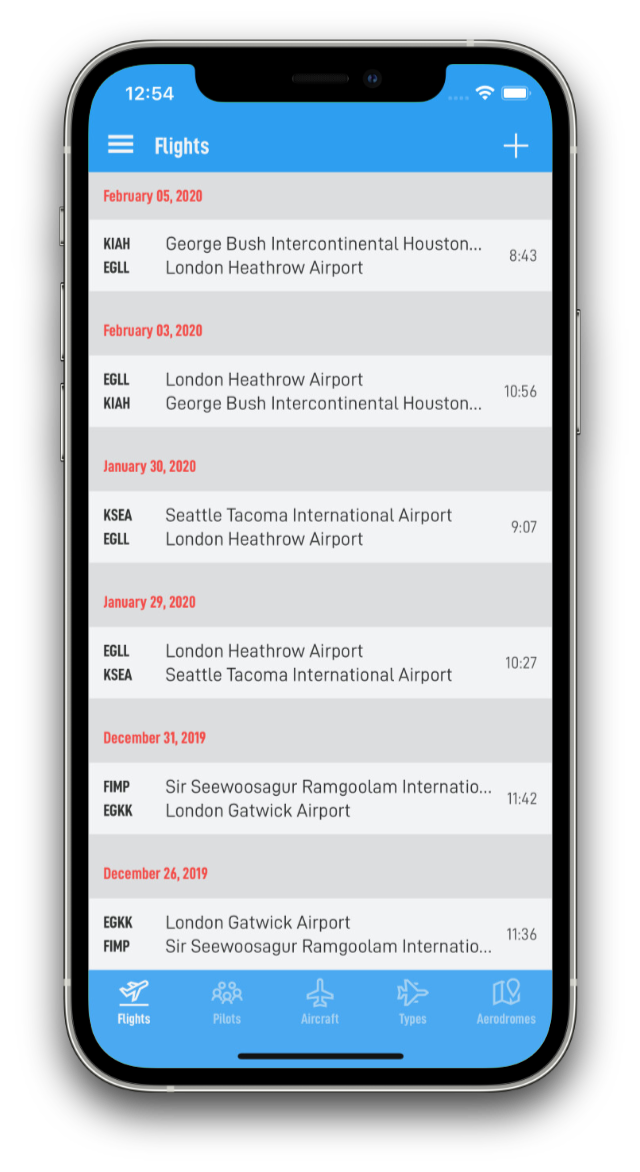 12:54
Flights
February 05, 2020
KIAH George Bush Intercontinental Houston...
EGLL London Heathrow Airport
8:43
February 03, 2020
EGLL London Heathrow Airport
KIAH George Bush Intercontinental Houston...
10:56
January 30, 2020
KSEA Seattle Tacoma International Airport
EGLL London Heathrow Airport
9:07
January 29, 2020
EGLL London Heathrow Airport
KSEA Seattle Tacoma International Airport
10:27
December 31, 2019
FIMP Sir Seewoosagur Ramgoolam Internatio...
EGKK London Gatwick Airport
11:42
December 26, 2019
EGKK London Gatwick Airport
FIMP Sir Seewoosagur Ramgoolam Internatio...
11:36
Flights Pilots Aircraft Types Aerodromes